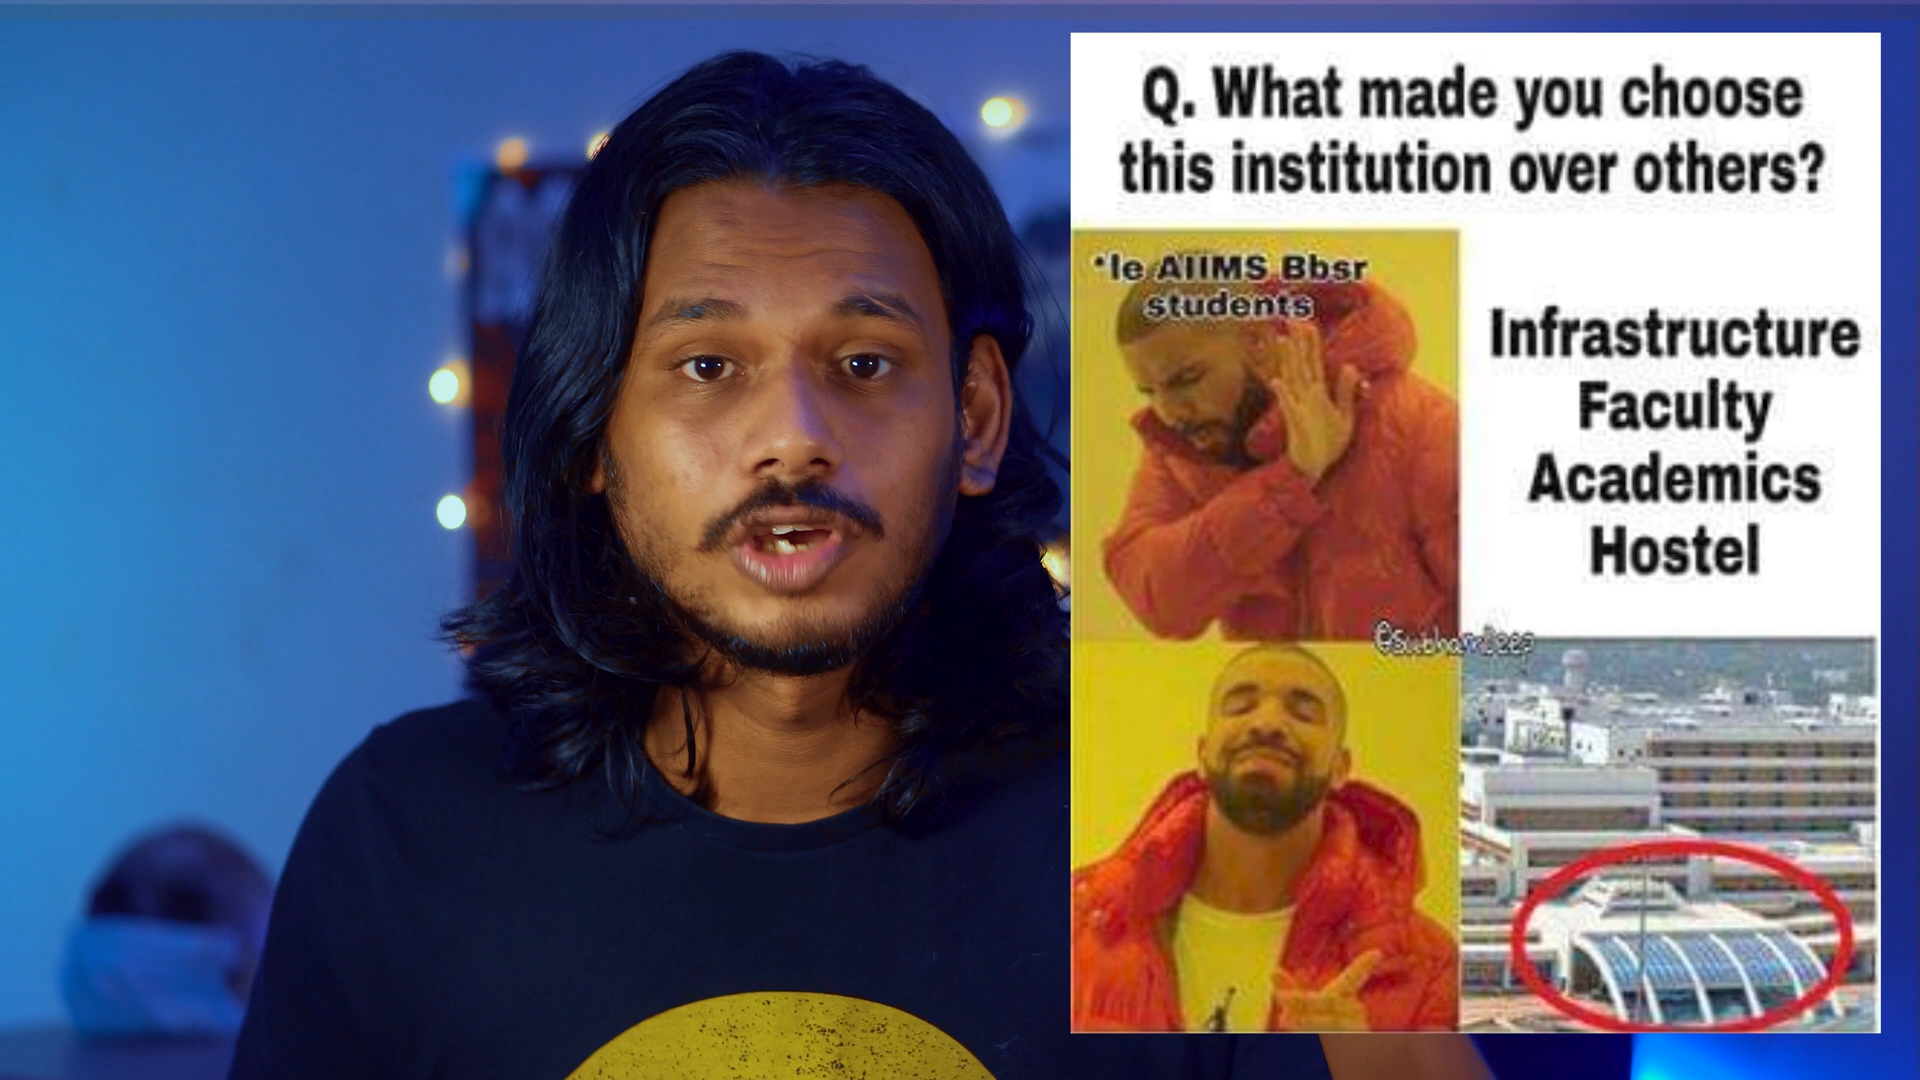 Q. What made you choose
this institution over others?
*le AIIMS Bbsr
students
Infrastructure
Faculty
Academics
Hostel